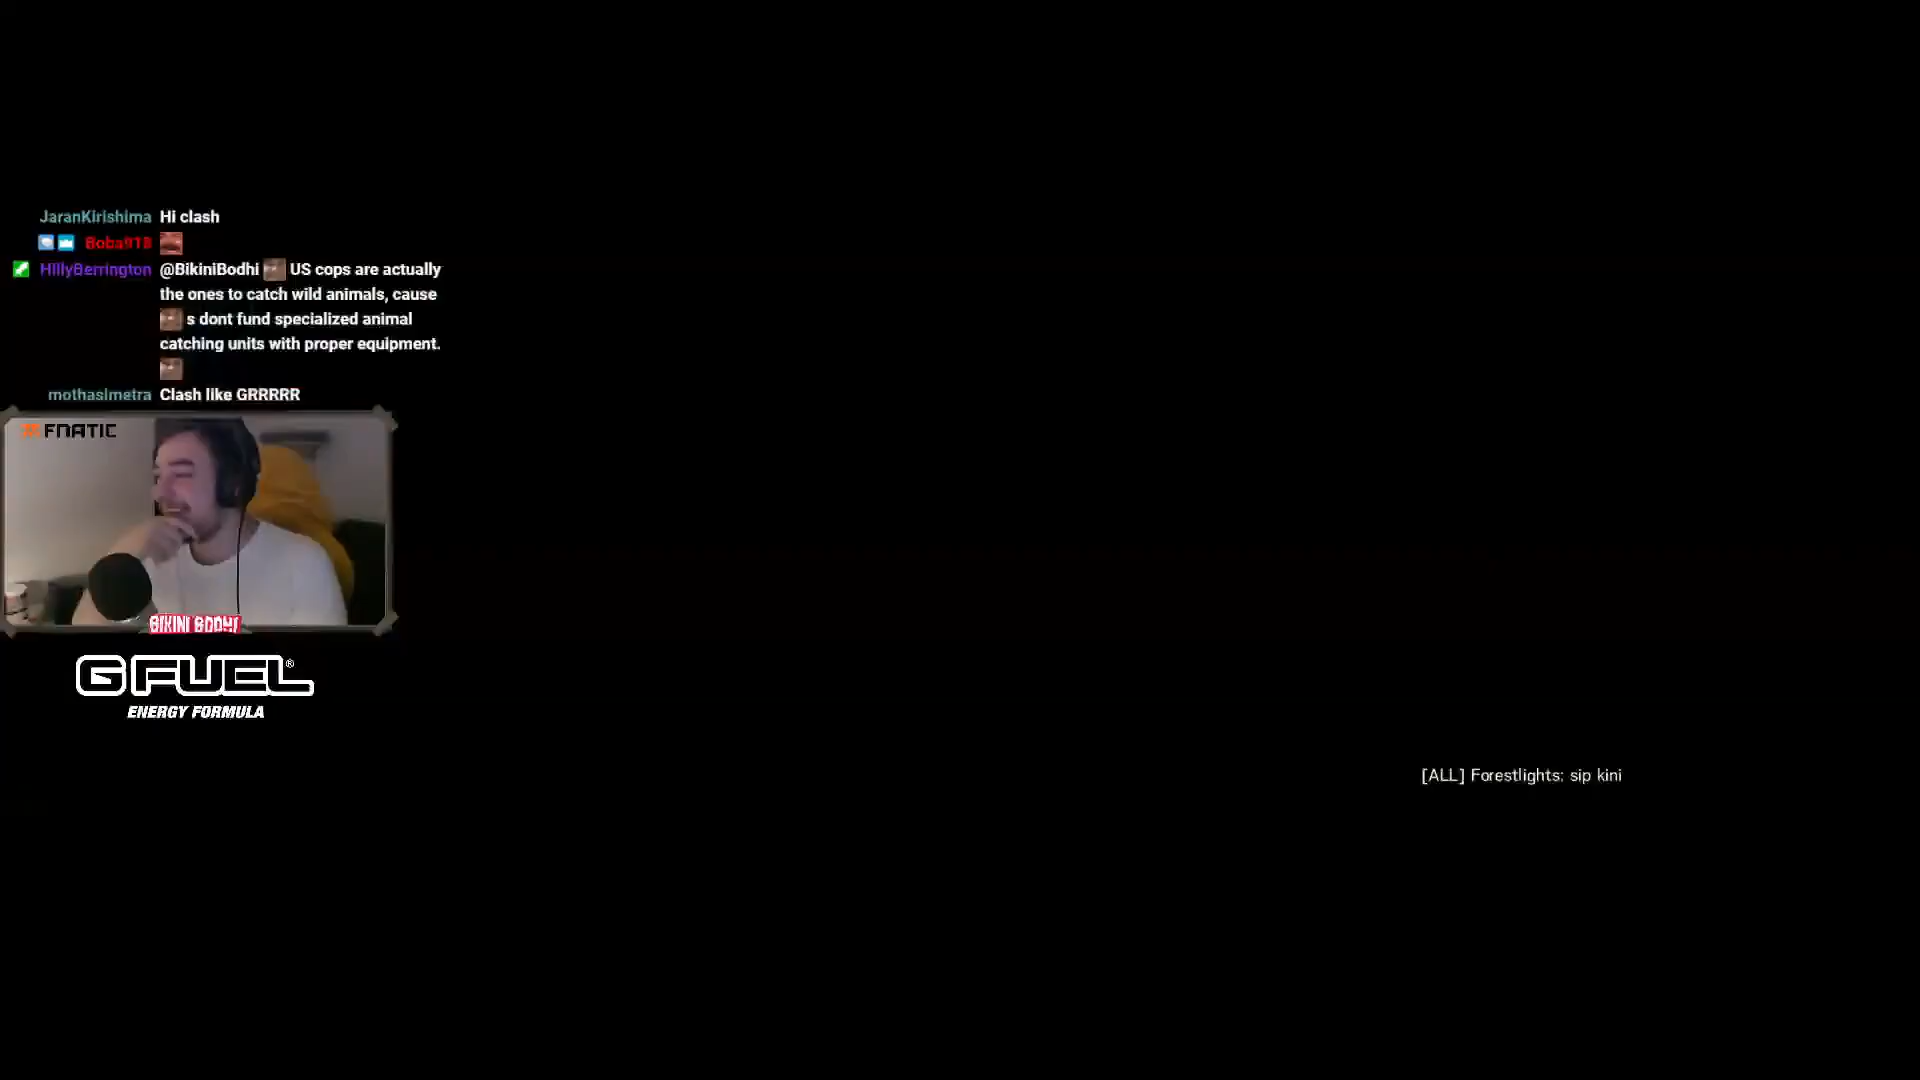 JaranKirishima Hi clash
Boba918
HillyBerrington @BikiniBodhi US cops are actually
the ones to catch wild animals, cause
s dont fund specialized animal
catching units with proper equipment.
mothasimetra Clash like GRRRRR
FNATIC
BIKINI BODHI
G FUEL®
ENERGY FORMULA
[ALL] Forestlights: sip kini